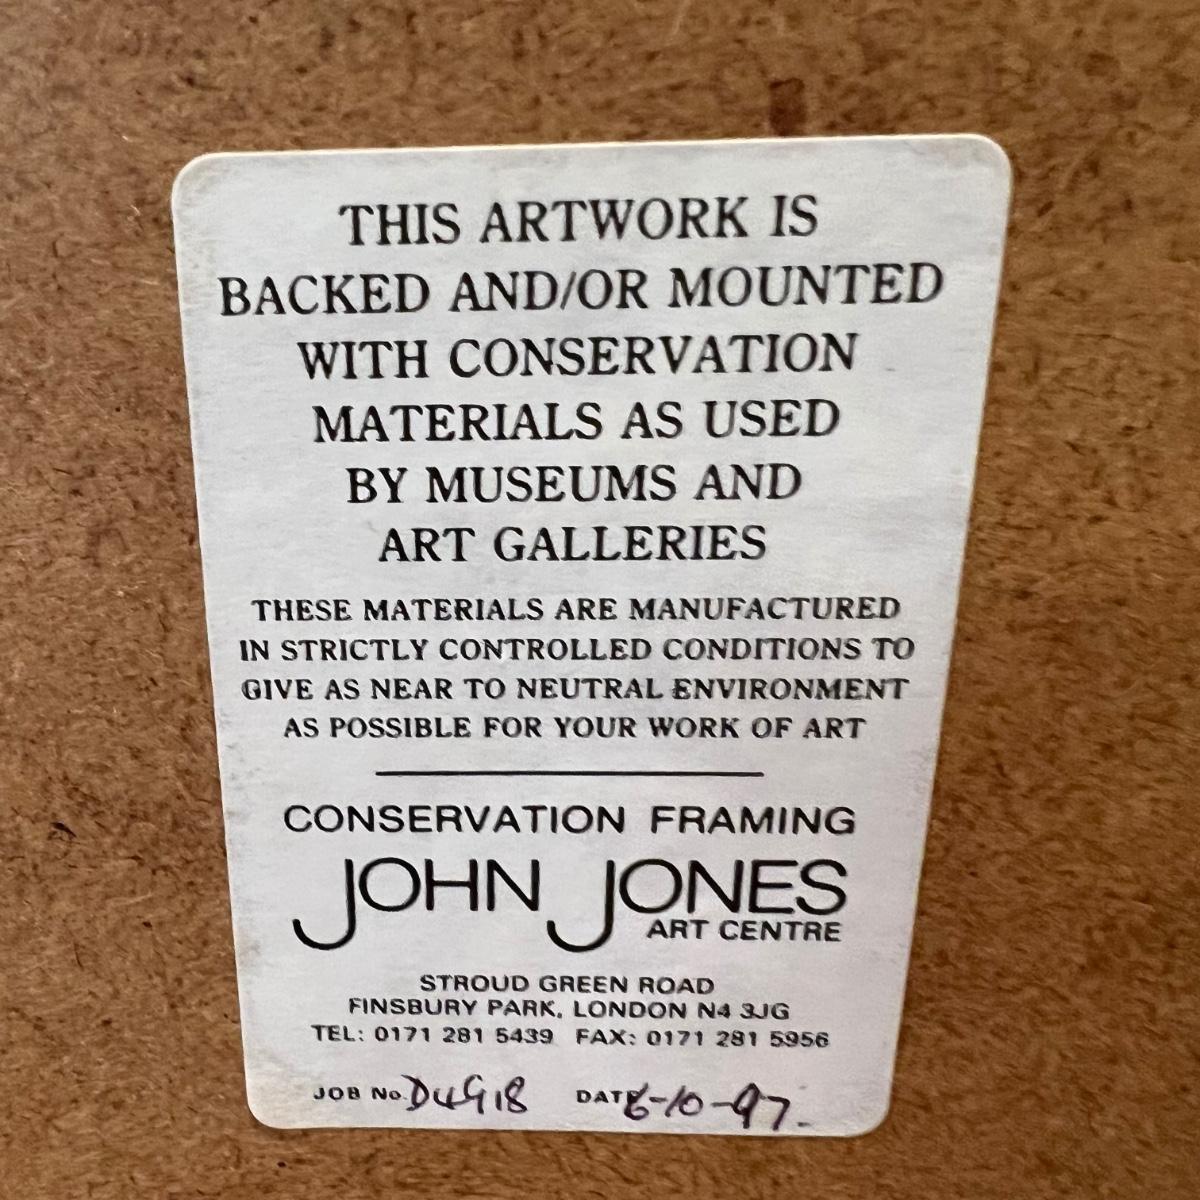 THIS ARTWORK IS
BACKED AND/OR MOUNTED
WITH CONSERVATION
MATERIALS AS USED
BY MUSEUMS AND
ART GALLERIES
THESE MATERIALS ARE MANUFACTURED
IN STRICTLY CONTROLLED CONDITIONS TO
GIVE AS NEAR TO NEUTRAL ENVIRONMENT
AS POSSIBLE FOR YOUR WORK OF ART
CONSERVATION FRAMING
JOHN JONES
ART CENTRE
STROUD GREEN ROAD
FINSBURY PARK, LONDON N4 3JG
TEL: 0171 281 5439 FAX: 0171 281 5956
JOB No. D4918 DATE 6-10-97.